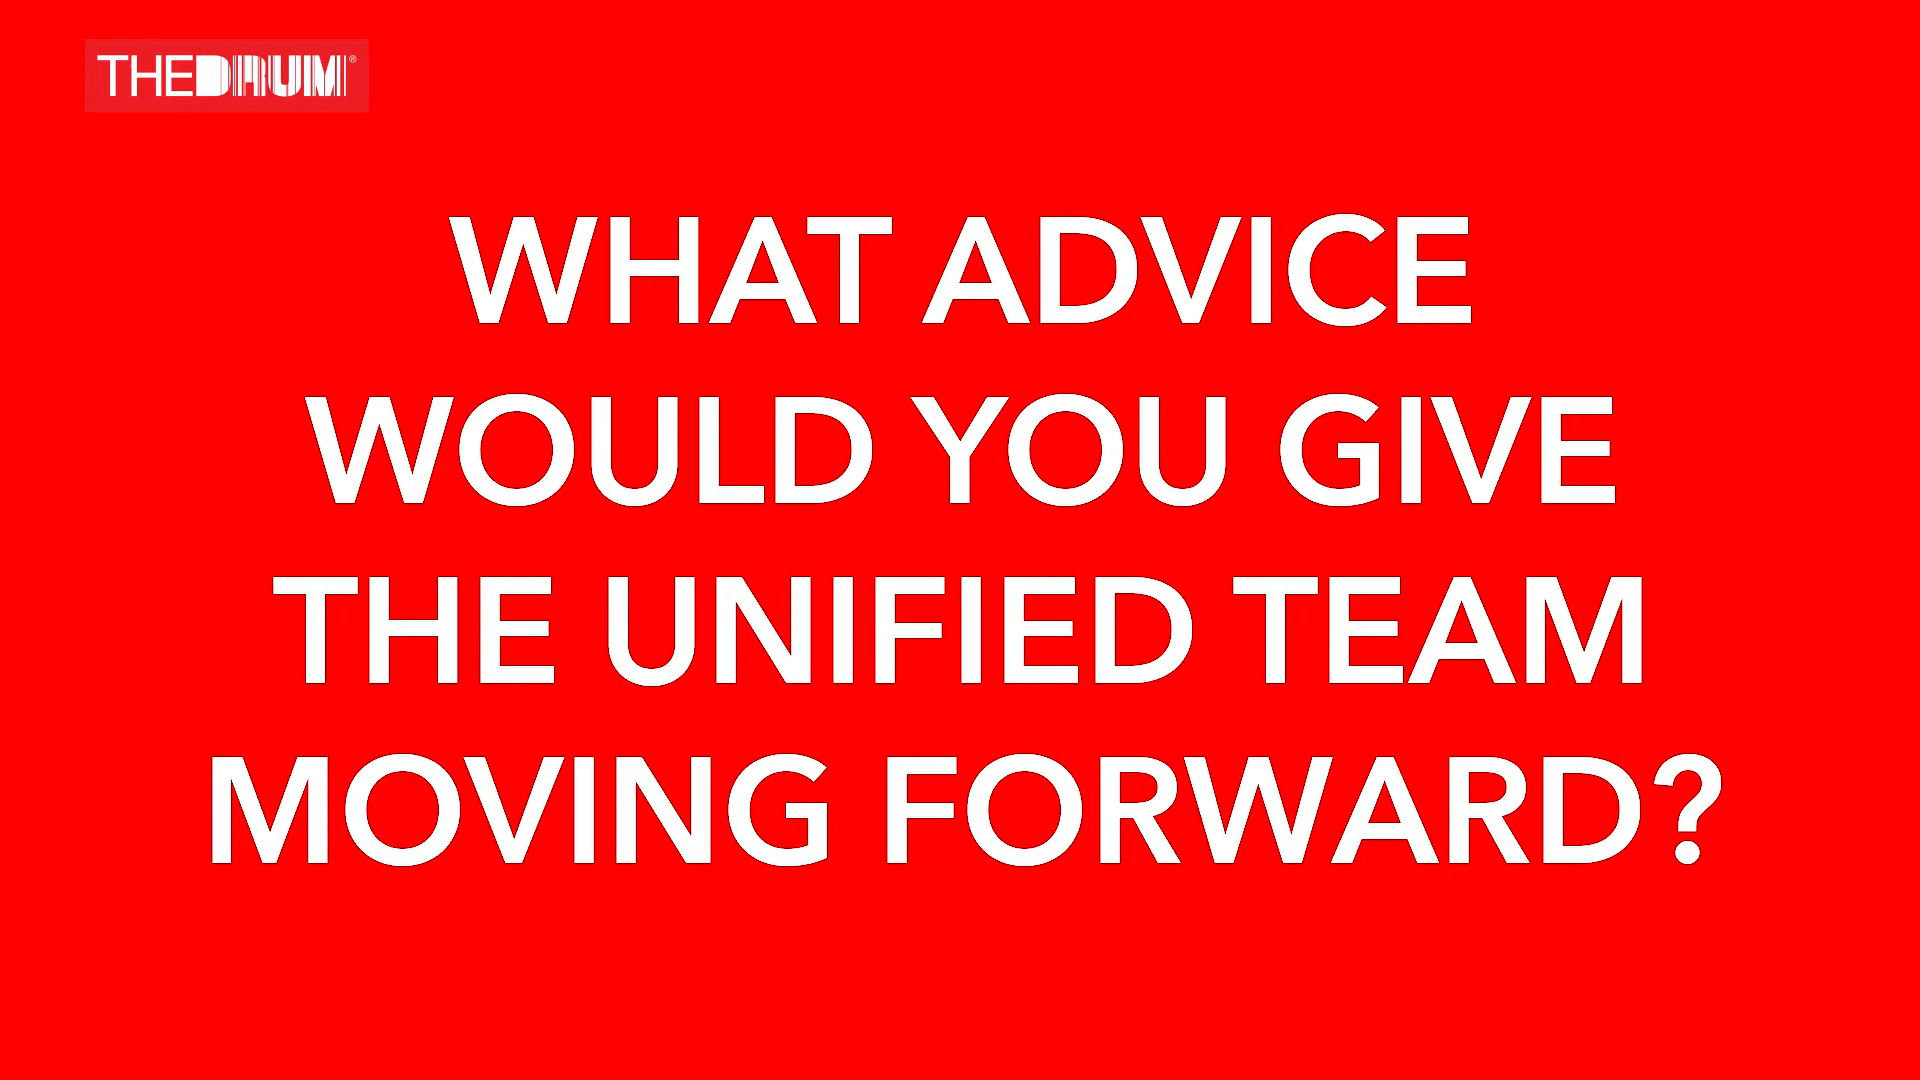 THEDRUM®
WHAT ADVICE
WOULD YOU GIVE
THE UNIFIED TEAM
MOVING FORWARD?